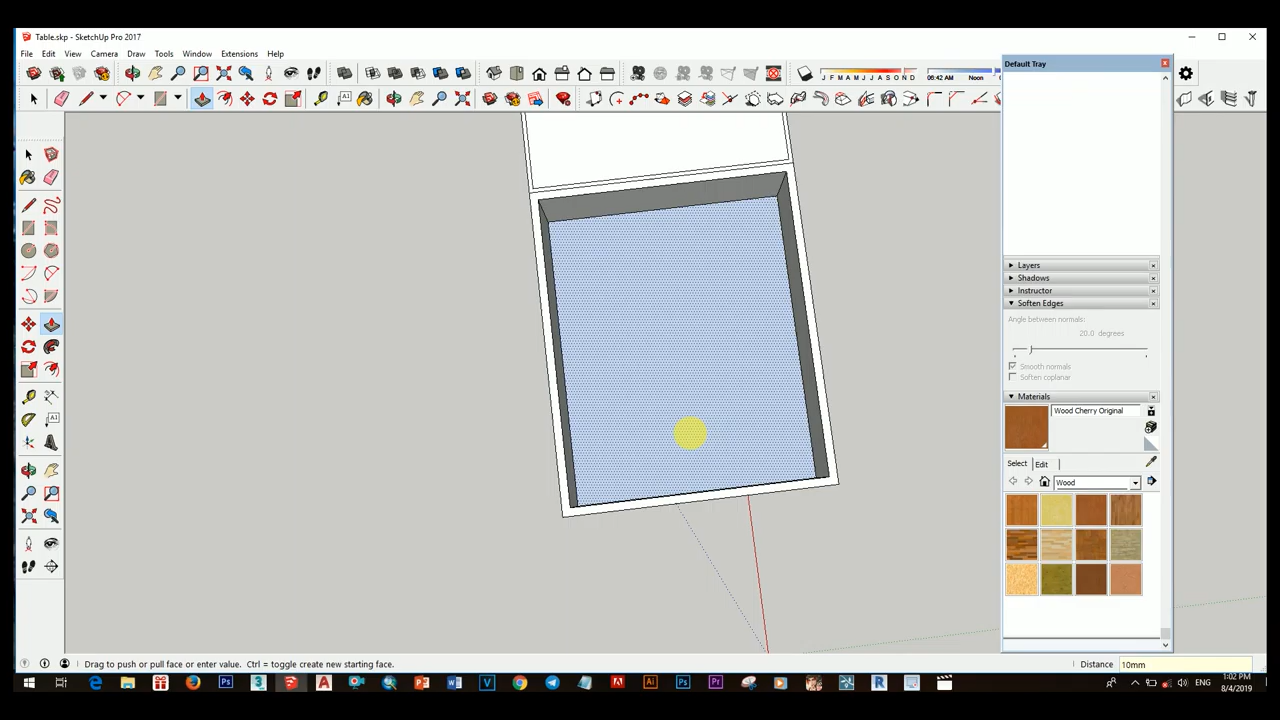 Table.skp - SketchUp Pro 2017
File Edit View Camera Draw Tools Window Extensions Help
Default Tray
J F M A M J J A S O N D 06:42 AM Noon
Layers
Shadows
Instructor
Soften Edges
Angle between normals:
20.0 degrees
Smooth normals
Soften coplanar
Materials
Wood Cherry Original
Select Edit
Wood
Drag to push or pull face or enter value. Ctrl = toggle create new starting face.
Distance 10mm
ENG
1:02 PM
8/4/2019